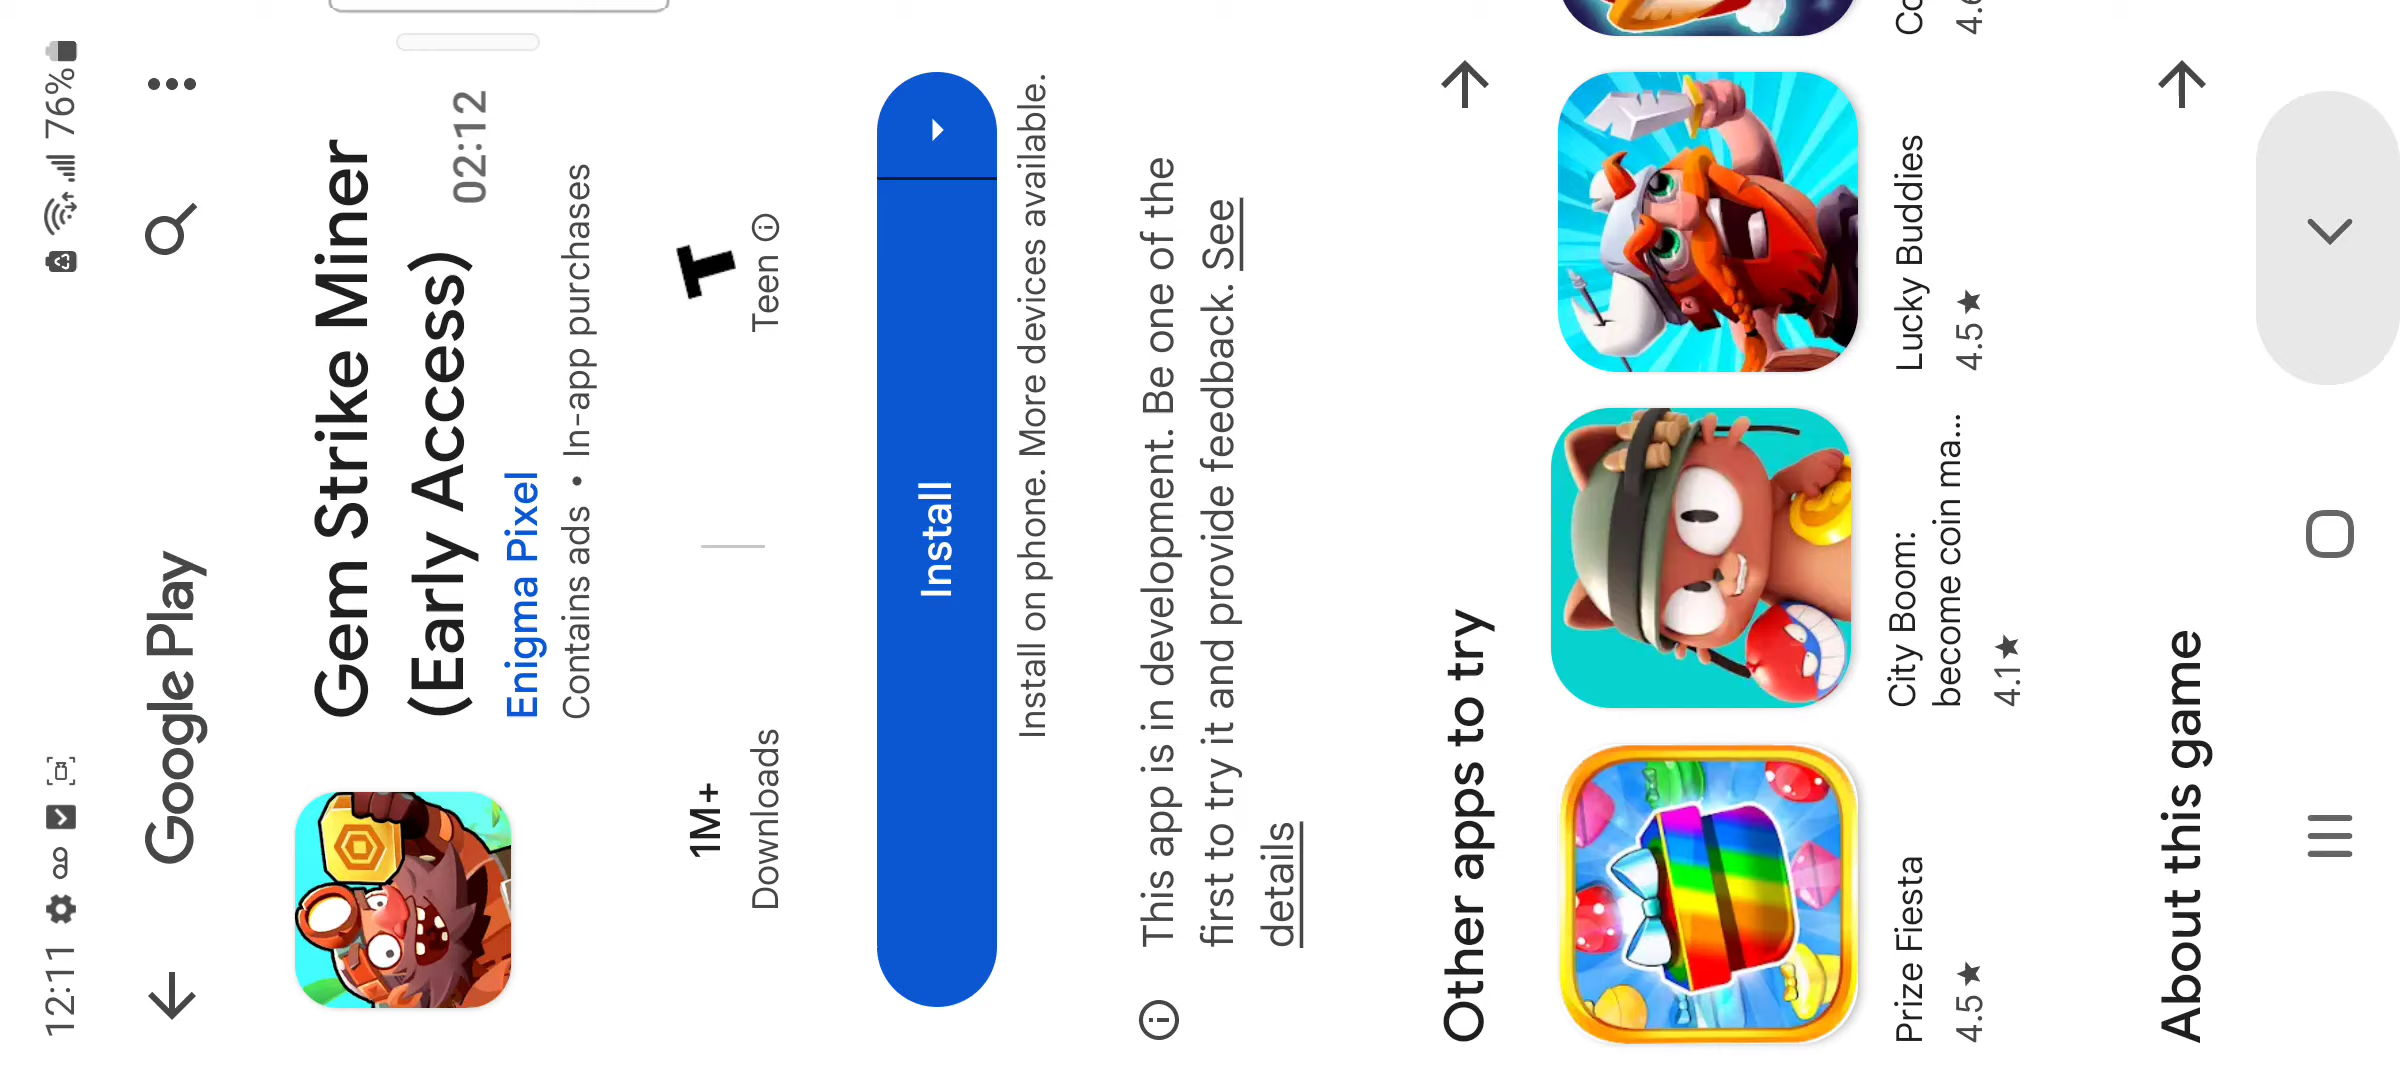 12:11
76%
Google Play
Gem Strike Miner
(Early Access)
02:12
Enigma Pixel
Contains ads • In-app purchases
1M+
Downloads
T
Teen
Install
Install on phone. More devices available.
This app is in development. Be one of the
first to try it and provide feedback. See
details
Other apps to try
Prize Fiesta
4.5★
City Boom:
become coin ma...
4.1★
Lucky Buddies
4.5★
Co
4.6
About this game